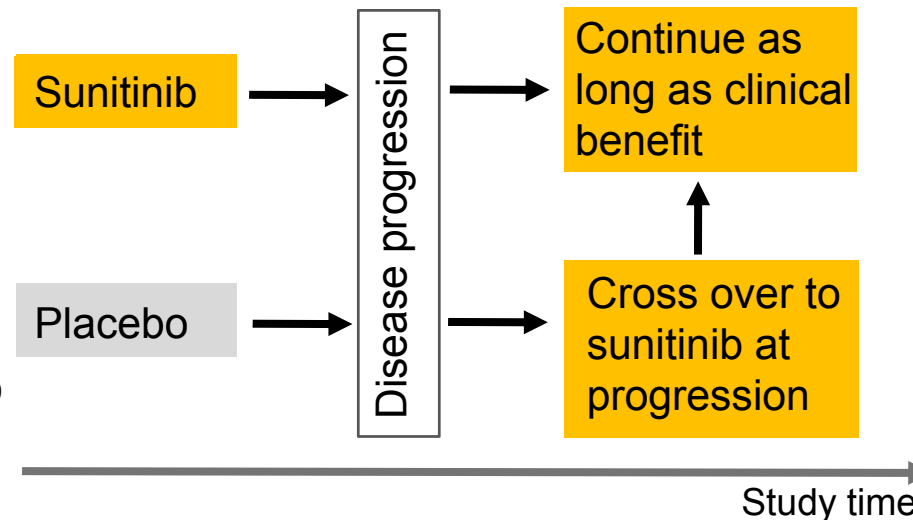 Sunitinib
Placebo
Disease progression
Continue as
long as clinical
benefit
Cross over to
sunitinib at
progression
Study time